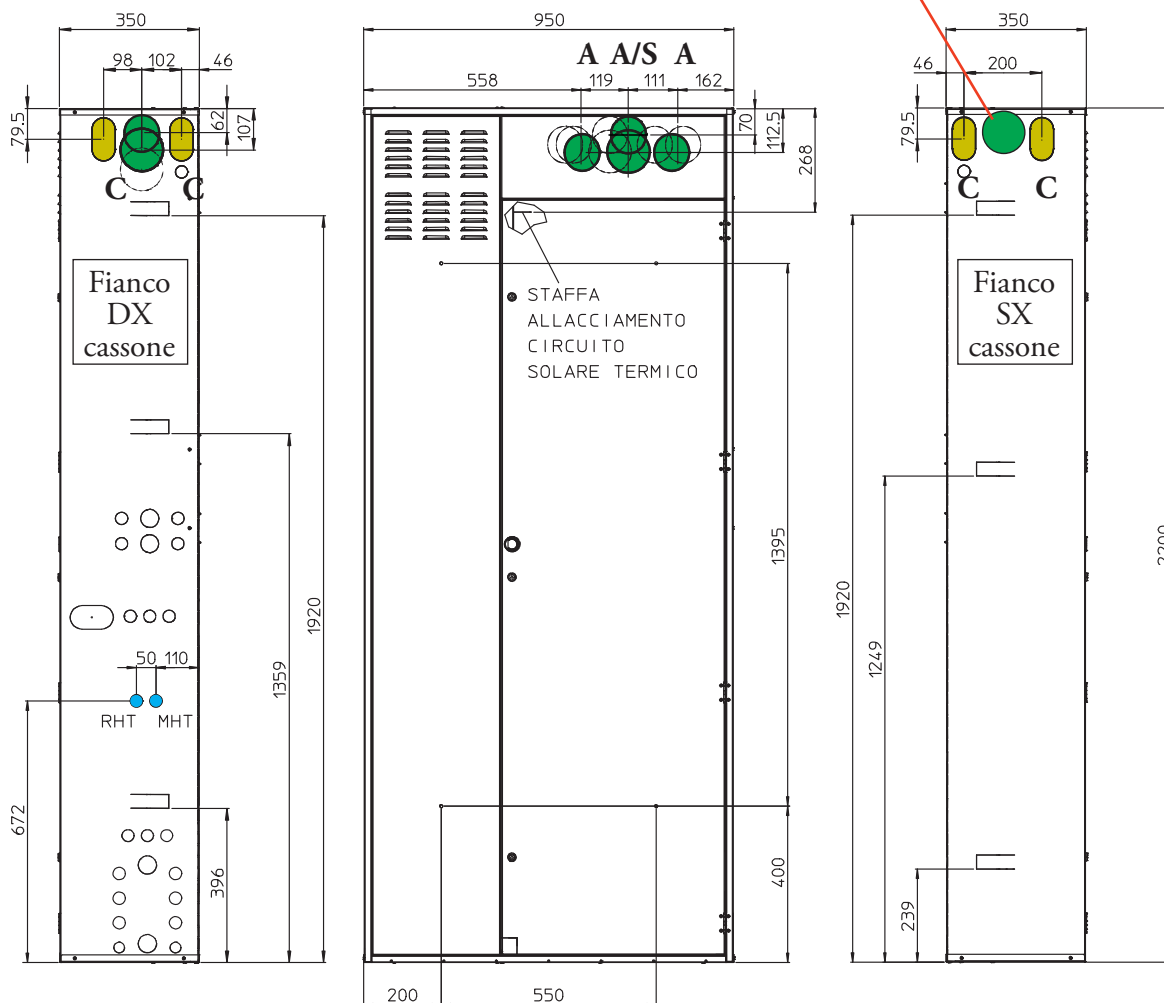 350
98 102 46
79.5
62
107
C C
Fianco
DX
cassone
1920
1359
50 110
RHT MHT
672
396
950
A A/S A
558 119 111 162
70
112.5
268
STAFFA
ALLACCIAMENTO
CIRCUITO
SOLARE TERMICO
1395
400
200 550
350
46 200
79.5
C C
Fianco
SX
cassone
1920
1249
239